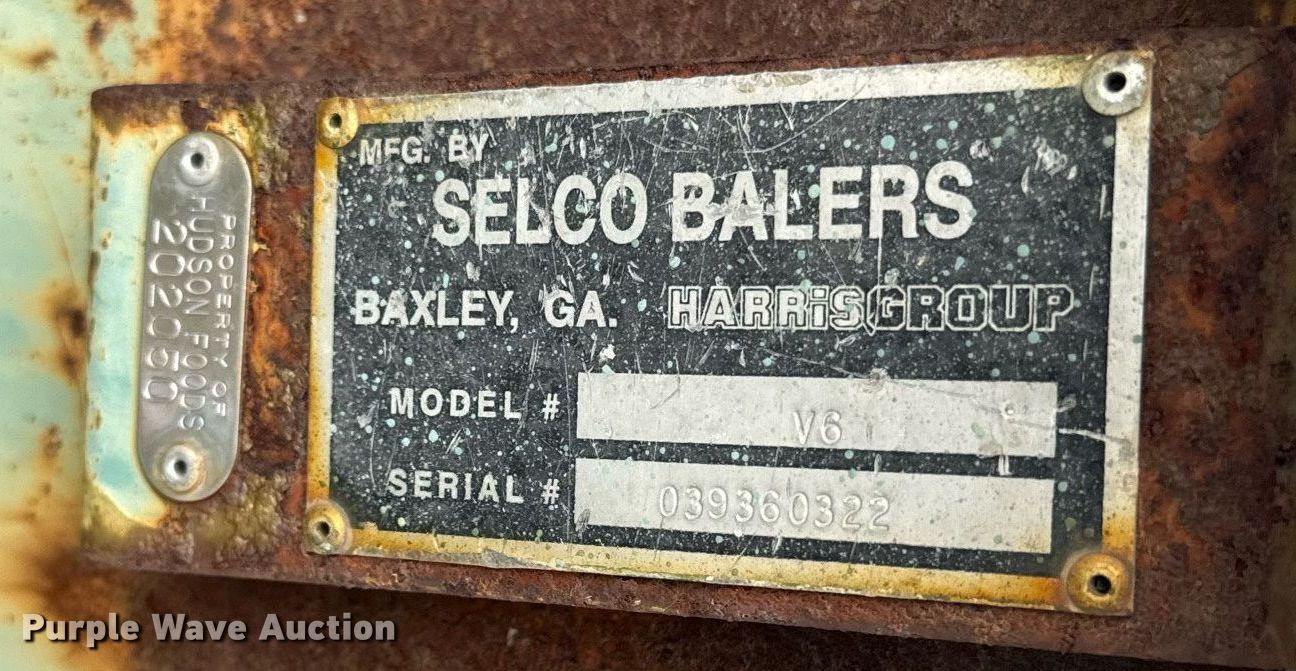 PROPERTY OF
HUDSON FOODS
202050
MFG. BY
SELCO BALERS
BAXLEY, GA. HARRiS GROUP
MODEL # V6
SERIAL # 039360322
Purple Wave Auction